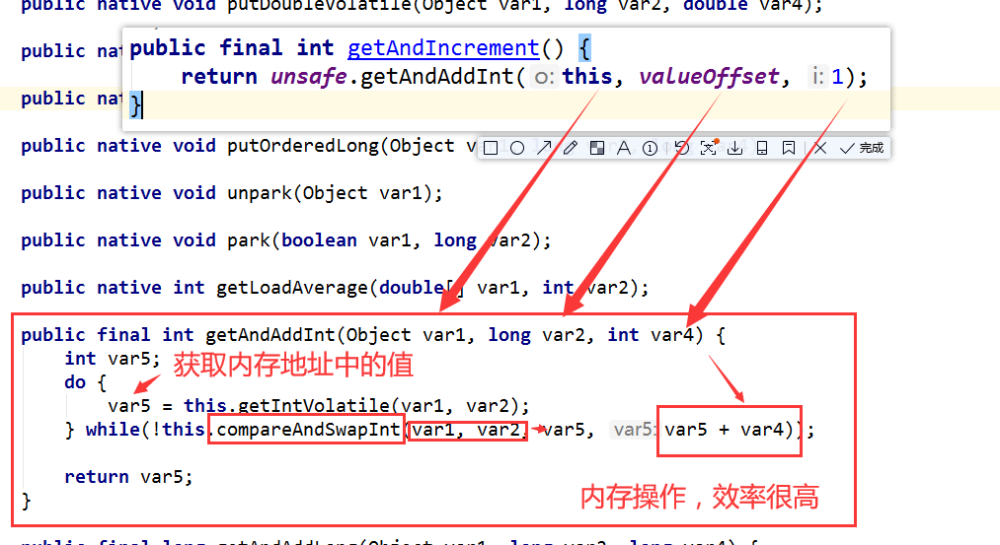 public native void putDoubleVolatile(Object var1, long var2, double var4);
public nat
public final int getAndIncrement() {
return unsafe.getAndAddInt( o: this, valueOffset, i: 1);
}
public nat
public nat
public native void putOrderedLong(Object v
完成
public native void unpark(Object var1);
public native void park(boolean var1, long var2);
public native int getLoadAverage(double[] var1, int var2);
public final int getAndAddInt(Object var1, long var2, int var4) {
int var5;
获取内存地址中的值
do {
var5 = this.getIntVolatile(var1, var2);
} while(!this.compareAndSwapInt(var1, var2, var5, var5: var5 + var4));
return var5;
内存操作，效率很高
}
public final long getAndAddLong(Object var1, long var2, long var4) {